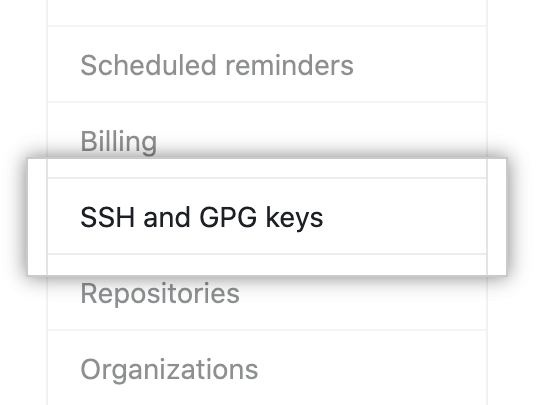 Scheduled reminders
Billing
SSH and GPG keys
Repositories
Organizations